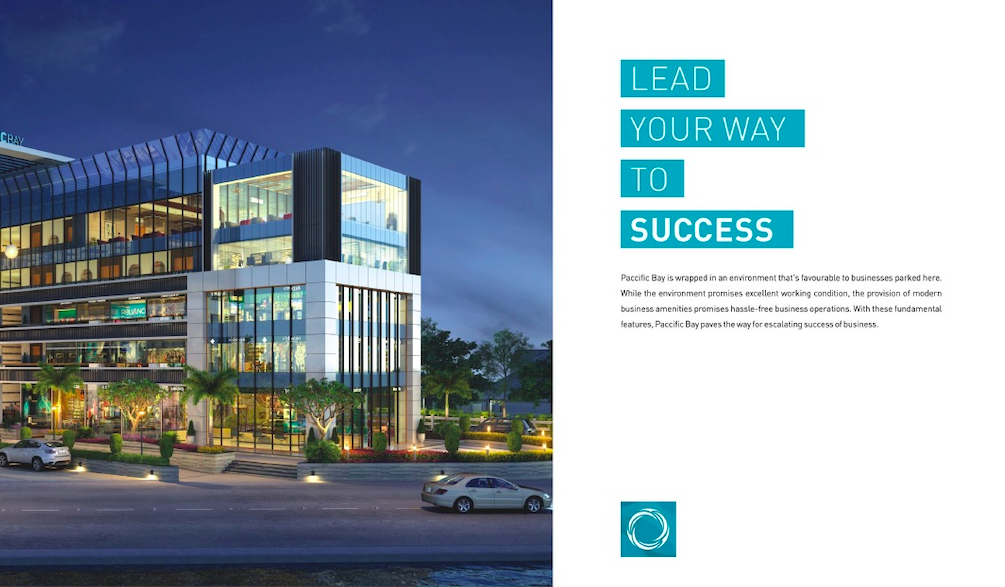 CBAY
RELIANC
LEAD
YOUR WAY
TO
SUCCESS
Paccific Bay is wrapped in an environment that's favourable to businesses parked here.
While the environment promises excellent working condition, the provision of modern
business amenities promises hassle-free business operations. With these fundamental
features, Paccific Bay paves the way for escalating success of business.